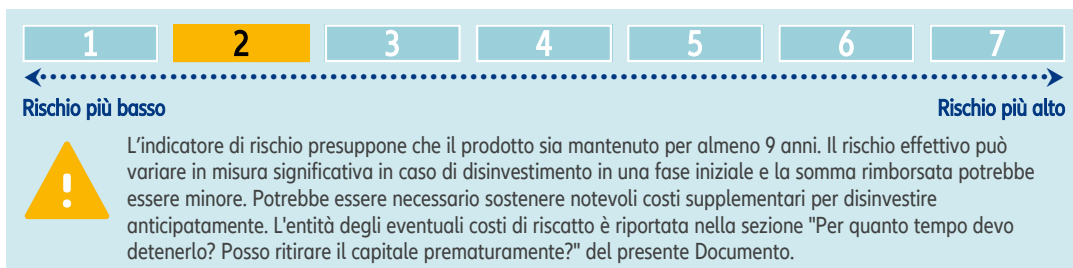 1 2 3 4 5 6 7
Rischio più basso Rischio più alto
L'indicatore di rischio presuppone che il prodotto sia mantenuto per almeno 9 anni. Il rischio effettivo può
variare in misura significativa in caso di disinvestimento in una fase iniziale e la somma rimborsata potrebbe
essere minore. Potrebbe essere necessario sostenere notevoli costi supplementari per disinvestire
anticipatamente. L'entità degli eventuali costi di riscatto è riportata nella sezione "Per quanto tempo devo
detenerlo? Posso ritirare il capitale prematuramente?" del presente Documento.